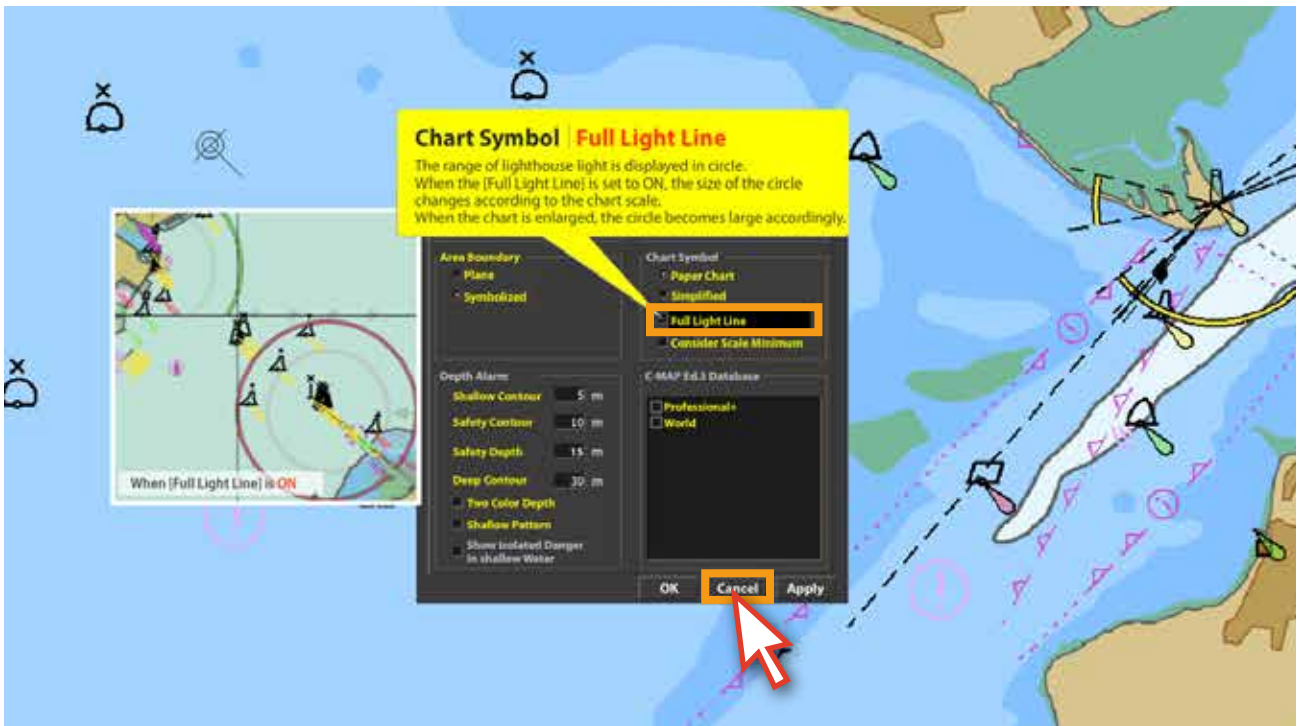 Chart Symbol Full Light Line
The range of lighthouse light is displayed in circle.
When the [Full Light Line] is set to ON, the size of the circle
changes according to the chart scale.
When the chart is enlarged, the circle becomes large accordingly.
Area Boundary
Plane
Symbolized
Chart Symbol
Paper Chart
Simplified
Full Light Line
Consider Scale Minimum
When [Full Light Line] is ON
Depth Alarm
Shallow Contour 5 m
Safety Contour 10 m
Safety Depth 15 m
Deep Contour 30 m
Two Color Depth
Shallow Pattern
Show Isolated Danger
in shallow Water
C-MAP Ed.3 Database
Professional+
World
OK Cancel Apply